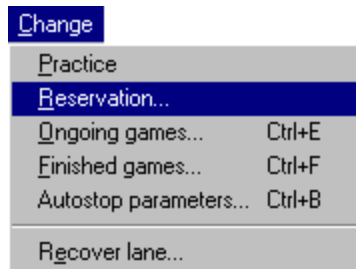 Change
Practice
Reservation...
Ongoing games... Ctrl+E
Finished games... Ctrl+F
Autostop parameters... Ctrl+B
Recover lane...